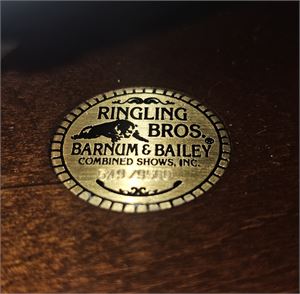 RINGLING
BROS.®
BARNUM & BAILEY
COMBINED SHOWS, INC.